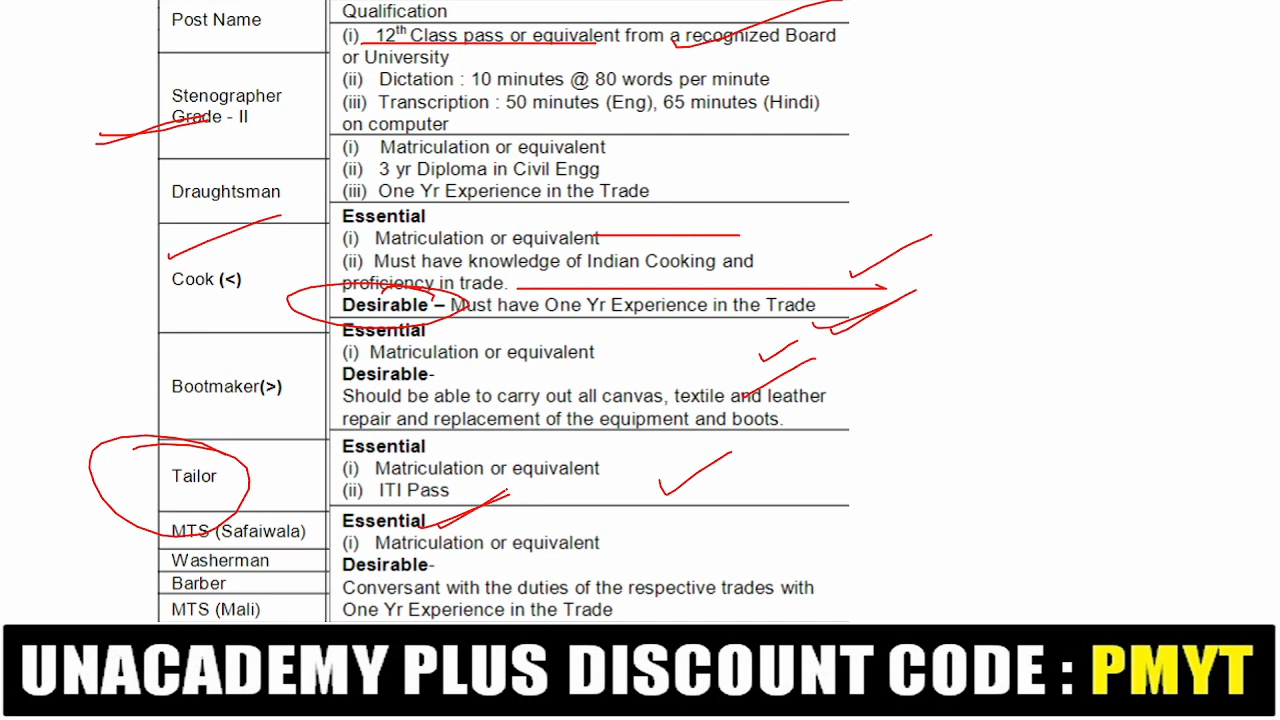 Post Name
Qualification
(i) 12th Class pass or equivalent from a recognized Board
or University
(ii) Dictation : 10 minutes @ 80 words per minute
(iii) Transcription : 50 minutes (Eng), 65 minutes (Hindi)
on computer
Stenographer
Grade - II
(i) Matriculation or equivalent
(ii) 3 yr Diploma in Civil Engg
(iii) One Yr Experience in the Trade
Draughtsman
Essential
(i) Matriculation or equivalent
(ii) Must have knowledge of Indian Cooking and
proficiency in trade.
Desirable – Must have One Yr Experience in the Trade
Cook (<)
Essential
(i) Matriculation or equivalent
Desirable-
Should be able to carry out all canvas, textile and leather
repair and replacement of the equipment and boots.
Bootmaker(>)
Essential
(i) Matriculation or equivalent
(ii) ITI Pass
Tailor
Essential
(i) Matriculation or equivalent
Desirable-
Conversant with the duties of the respective trades with
One Yr Experience in the Trade
MTS (Safaiwala)
Washerman
Barber
MTS (Mali)
UNACADEMY PLUS DISCOUNT CODE : PMYT